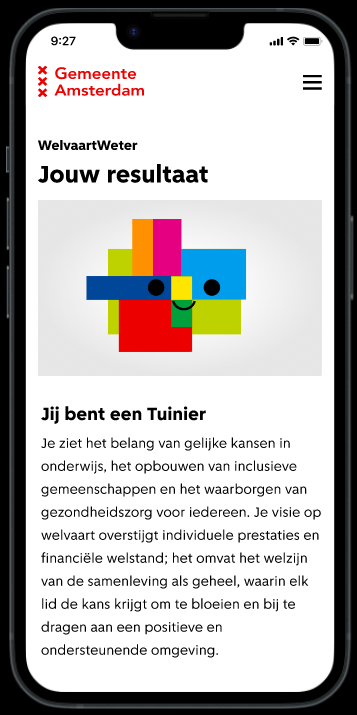 9:27
Gemeente
Amsterdam
WelvaartWeter
Jouw resultaat
Jij bent een Tuinier
Je ziet het belang van gelijke kansen in
onderwijs, het opbouwen van inclusieve
gemeenschappen en het waarborgen van
gezondheidszorg voor iedereen. Je visie op
welvaart overstijgt individuele prestaties en
financiële welstand; het omvat het welzijn
van de samenleving als geheel, waarin elk
lid de kans krijgt om te bloeien en bij te
dragen aan een positieve en
ondersteunende omgeving.